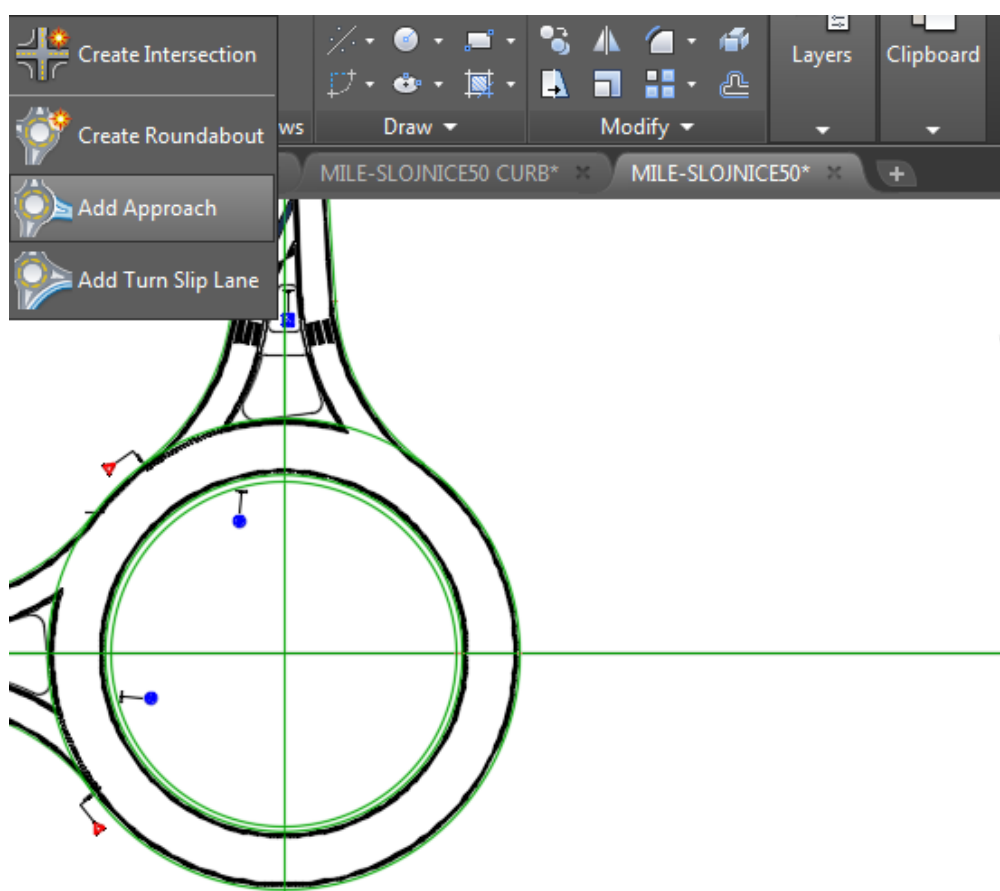 Create Intersection
Create Roundabout
Add Approach
Add Turn Slip Lane
ws
Draw
Modify
Layers
Clipboard
MILE-SLOJNICE50 CURB*
MILE-SLOJNICE50*